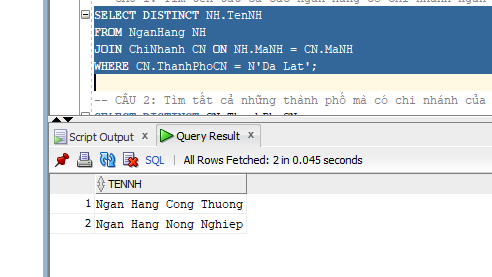 SELECT DISTINCT NH.TenNH
FROM NganHang NH
JOIN ChiNhanh CN ON NH.MaNH = CN.MaNH
WHERE CN.ThanhPhoCN = N'Da Lat';
-- CÂU 2: Tìm tất cả những thành phố mà có chi nhánh của
Script Output x Query Result x
SQL | All Rows Fetched: 2 in 0.045 seconds
TENNH
1 Ngan Hang Cong Thuong
2 Ngan Hang Nong Nghiep